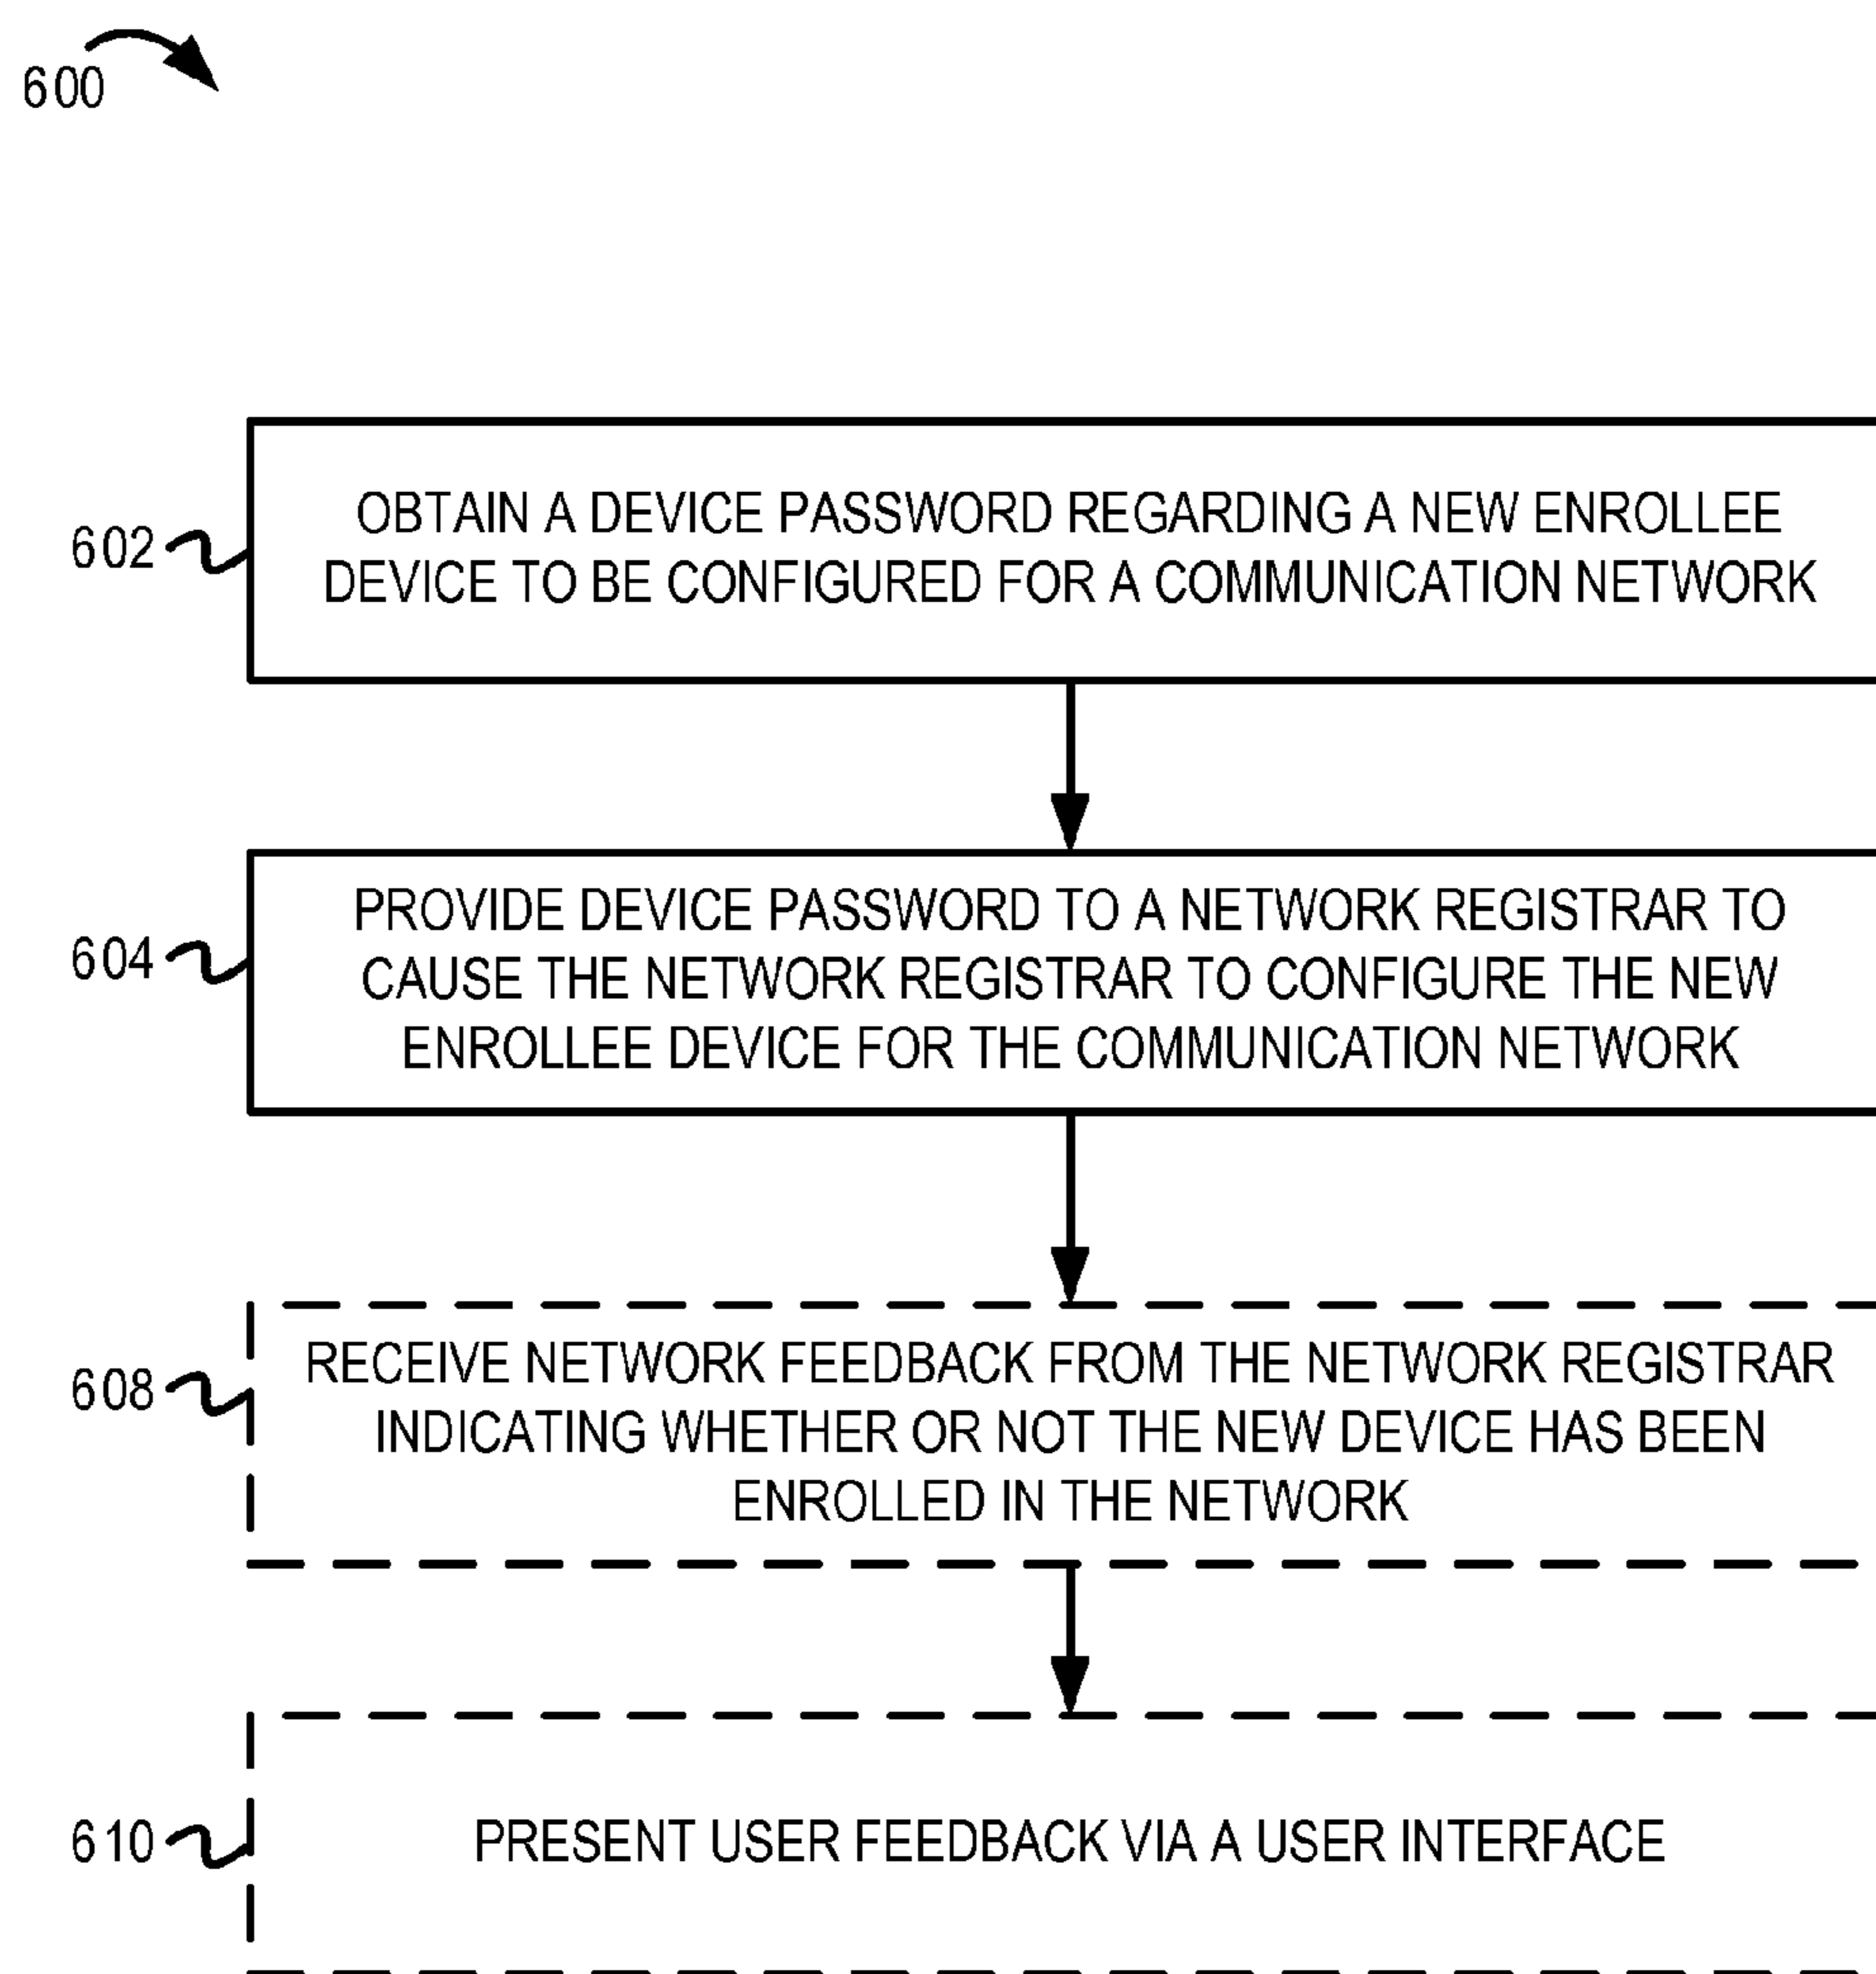 600
602
OBTAIN A DEVICE PASSWORD REGARDING A NEW ENROLLEE
DEVICE TO BE CONFIGURED FOR A COMMUNICATION NETWORK
604
PROVIDE DEVICE PASSWORD TO A NETWORK REGISTRAR TO
CAUSE THE NETWORK REGISTRAR TO CONFIGURE THE NEW
ENROLLEE DEVICE FOR THE COMMUNICATION NETWORK
608
RECEIVE NETWORK FEEDBACK FROM THE NETWORK REGISTRAR
INDICATING WHETHER OR NOT THE NEW DEVICE HAS BEEN
ENROLLED IN THE NETWORK
610
PRESENT USER FEEDBACK VIA A USER INTERFACE